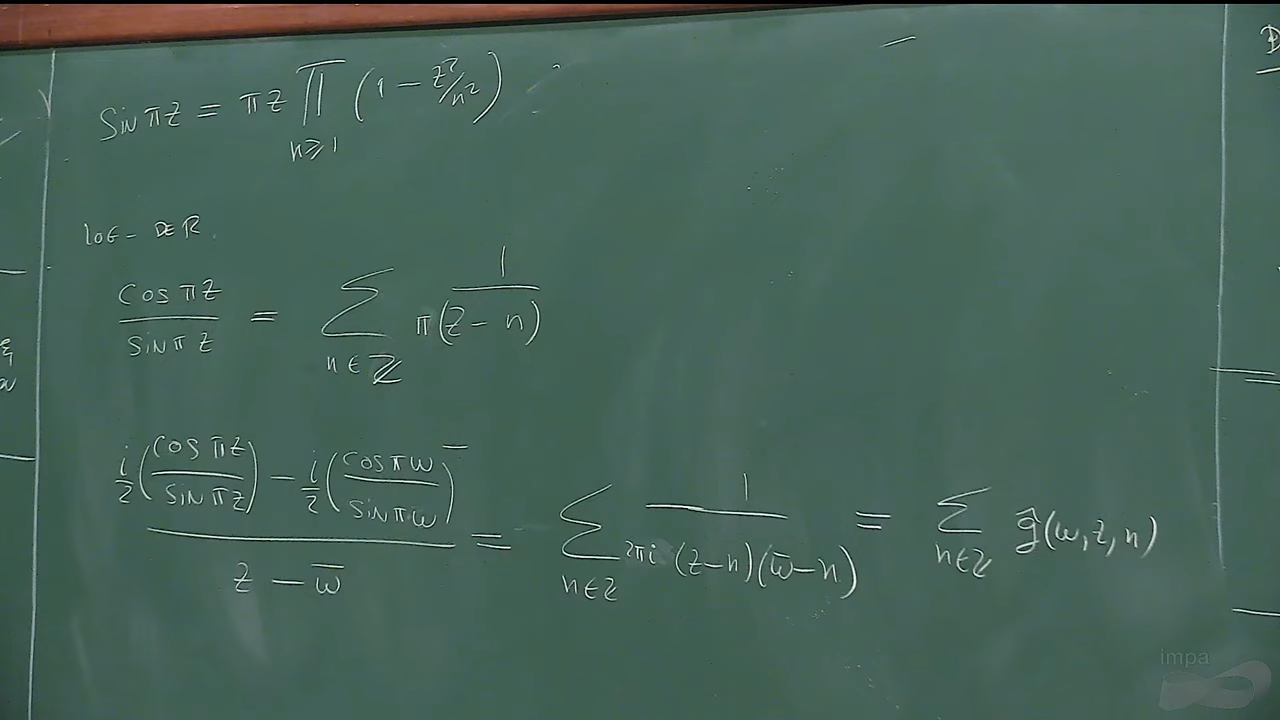 sin πz = πz ∏_{n≥1} (1 − z²/n²)
LOG-DER.
cos πz / sin πz = ∑_{n∈ℤ} 1 / π(z − n)
(i/2 (cos πz / sin πz) − i/2 (cos πw / sin πw)‾) / (z − w̄) = ∑_{n∈ℤ} 1 / 2πi (z−n)(w̄−n) = ∑_{n∈ℤ} ĝ(w,z,n)
impa